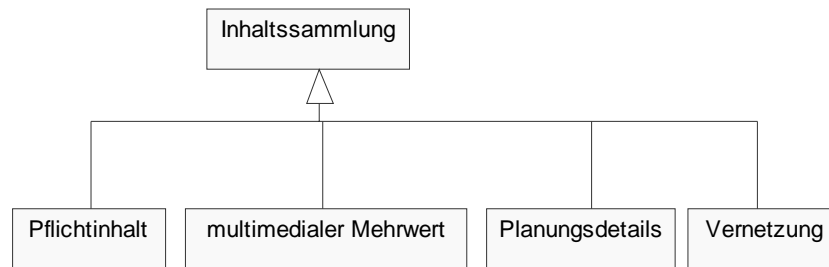 Inhaltssammlung
Pflichtinhalt
multimedialer Mehrwert
Planungsdetails
Vernetzung